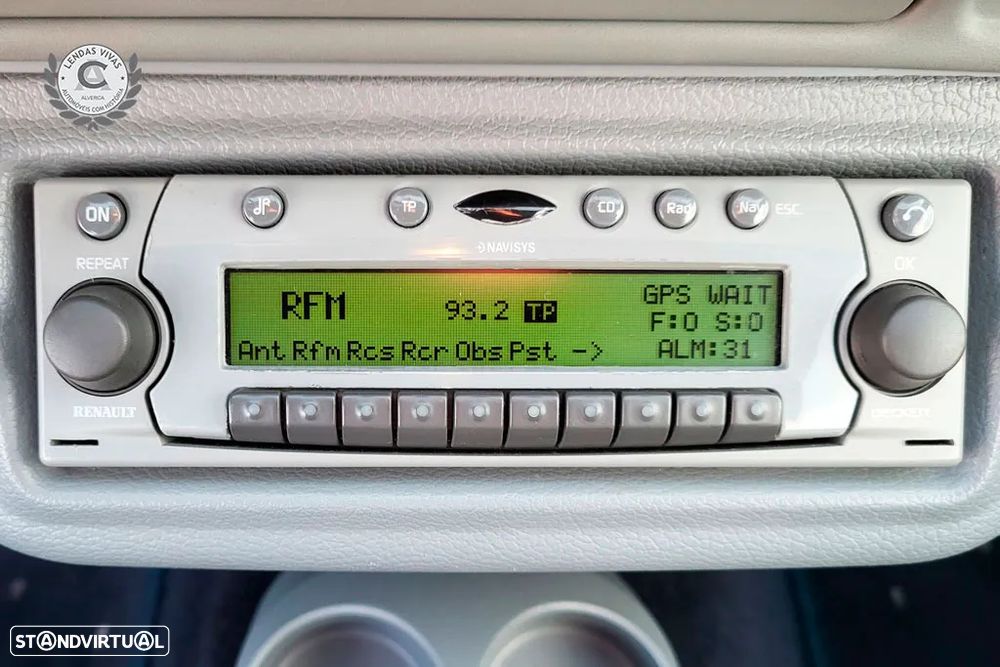 LENDAS VIVAS
ALVERCA
AUTOMÓVEIS COM HISTÓRIA
ON
TP
CD
Rad
Nav
ESC.
NAVISYS
REPEAT
OK
RFM 93.2 TP
Ant Rfm Rcs Rcr Obs Pst ->
GPS WAIT
F:0 S:0
ALM:31
RENAULT
BECKER
STANDVIRTUAL